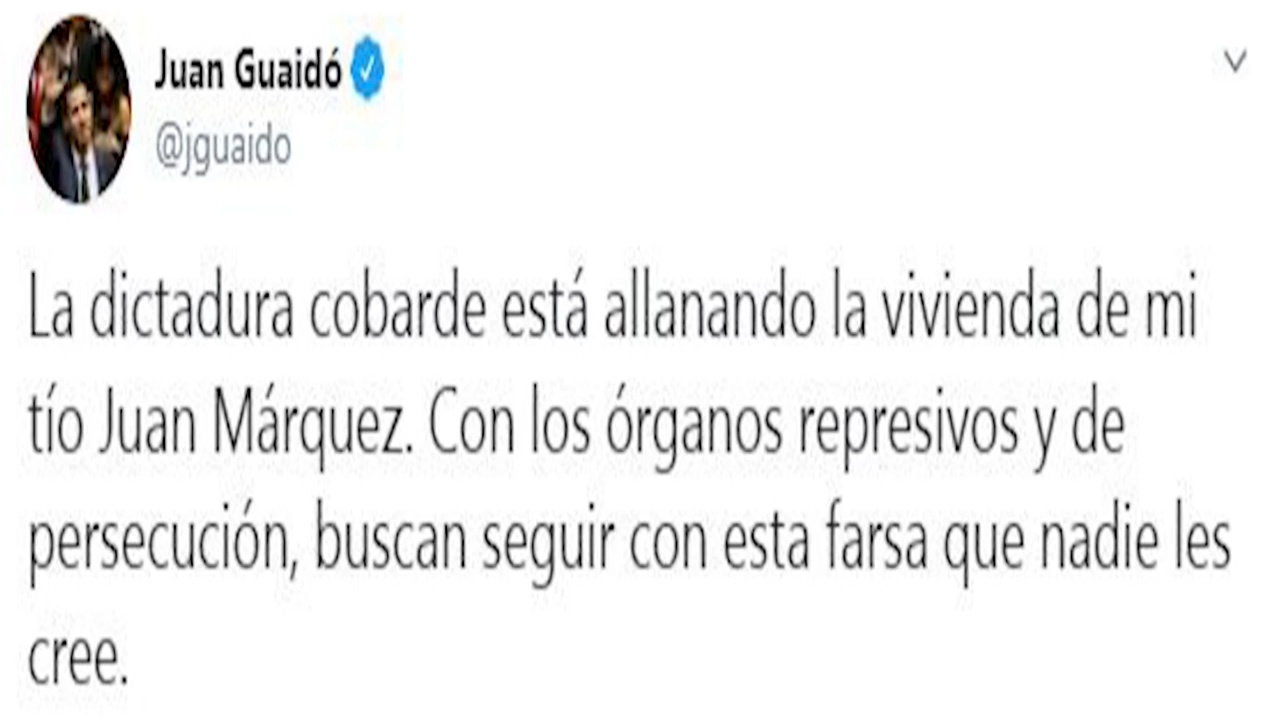 Juan Guaidó
@jguaido
La dictadura cobarde está allanando la vivienda de mi
tío Juan Márquez. Con los órganos represivos y de
persecución, buscan seguir con esta farsa que nadie les
cree.